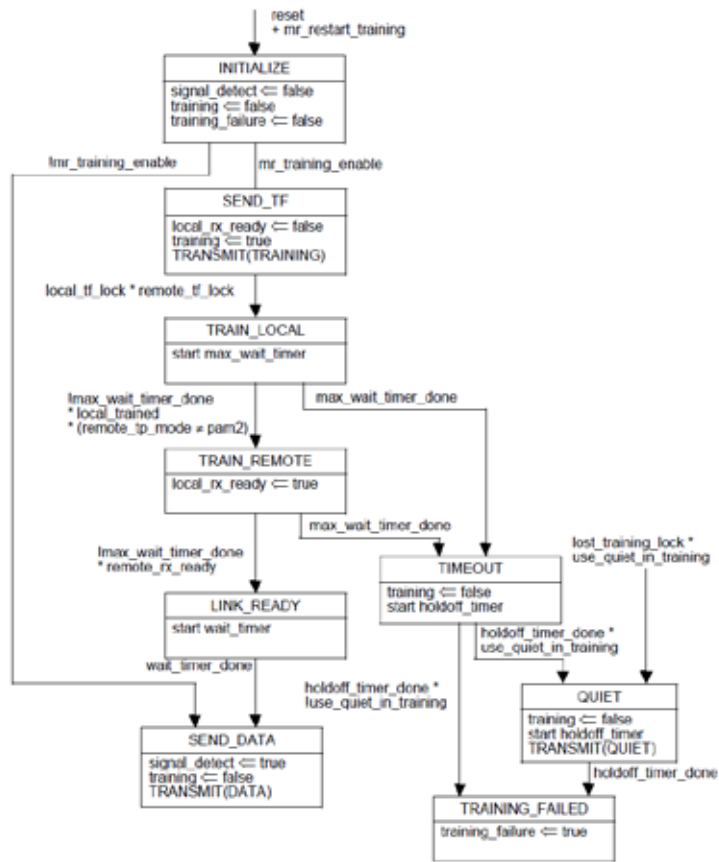 reset
+ mr_restart_training
INITIALIZE
signal_detect ⇐ false
training ⇐ false
training_failure ⇐ false
!mr_training_enable
mr_training_enable
SEND_TF
local_rx_ready ⇐ false
training ⇐ true
TRANSMIT(TRAINING)
local_tf_lock * remote_tf_lock
TRAIN_LOCAL
start max_wait_timer
!max_wait_timer_done
* local_trained
* (remote_tp_mode ≠ pam2)
max_wait_timer_done
TRAIN_REMOTE
local_rx_ready ⇐ true
max_wait_timer_done
!max_wait_timer_done
* remote_rx_ready
lost_training_lock *
use_quiet_in_training
TIMEOUT
training ⇐ false
start holdoff_timer
LINK_READY
start wait_timer
holdoff_timer_done *
use_quiet_in_training
wait_timer_done
holdoff_timer_done *
!use_quiet_in_training
QUIET
training ⇐ false
start holdoff_timer
TRANSMIT(QUIET)
SEND_DATA
signal_detect ⇐ true
training ⇐ false
TRANSMIT(DATA)
holdoff_timer_done
TRAINING_FAILED
training_failure ⇐ true